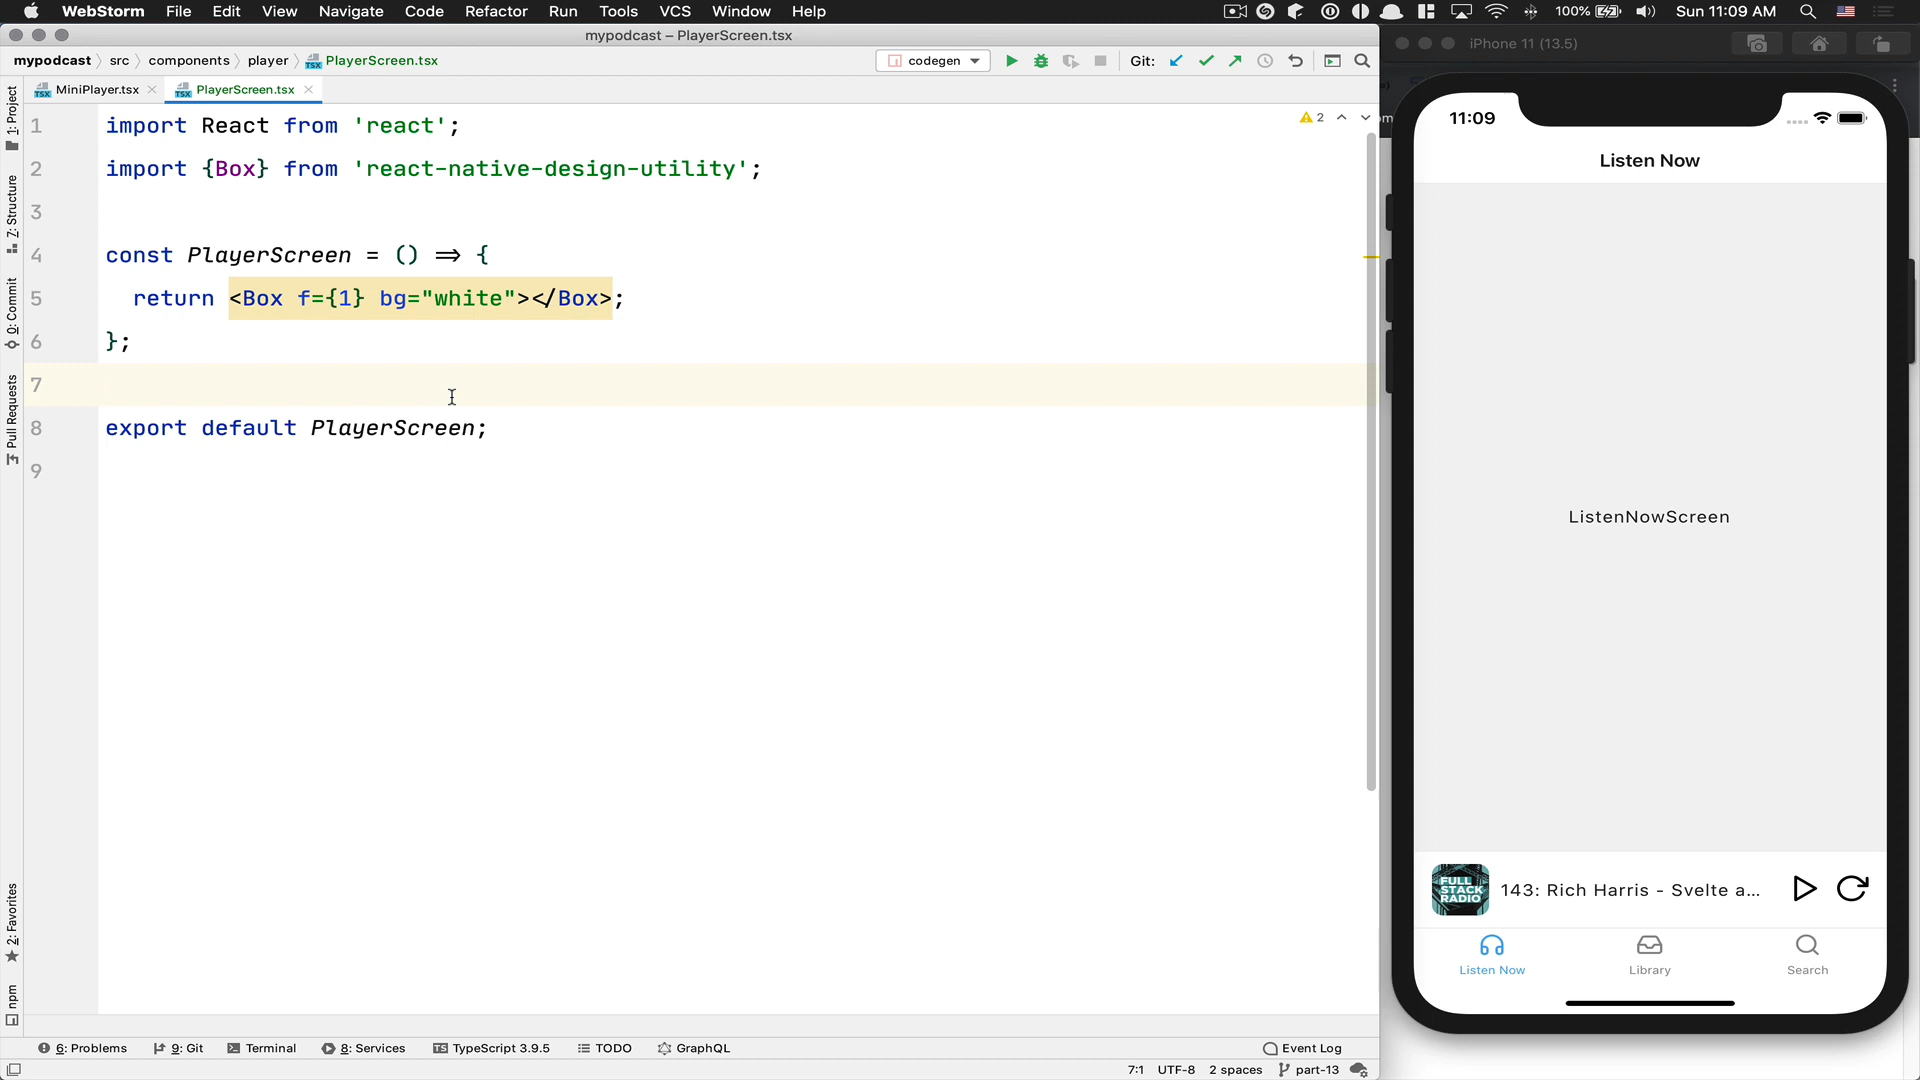 WebStorm File Edit View Navigate Code Refactor Run Tools VCS Window Help
100% Sun 11:09 AM
mypodcast – PlayerScreen.tsx
mypodcast src components player PlayerScreen.tsx
codegen
Git:
MiniPlayer.tsx
PlayerScreen.tsx
1: Project
Z: Structure
0: Commit
Pull Requests
2: Favorites
npm
2
1 import React from 'react';
2 import {Box} from 'react-native-design-utility';
3
4 const PlayerScreen = () => {
5 return <Box f={1} bg="white"></Box>;
6 };
7
8 export default PlayerScreen;
9
6: Problems 9: Git Terminal 8: Services TypeScript 3.9.5 TODO GraphQL Event Log
7:1 UTF-8 2 spaces part-13
iPhone 11 (13.5)
11:09
Listen Now
ListenNowScreen
FULL
STACK
RADIO
143: Rich Harris - Svelte a...
Listen Now Library Search